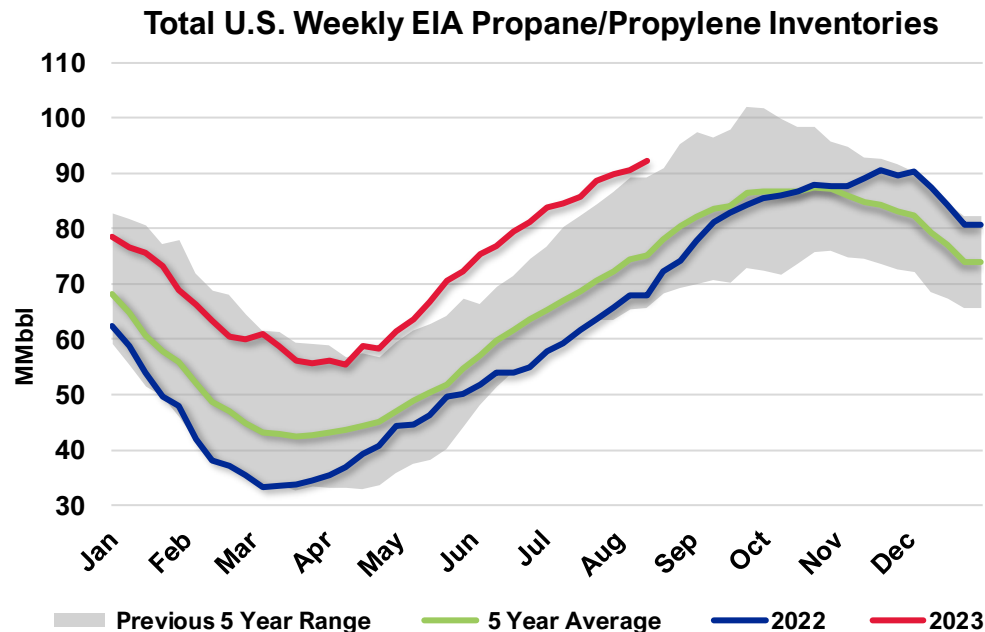 Total U.S. Weekly EIA Propane/Propylene Inventories
110
100
90
80
70
60
50
40
30
MMbbl
Jan
Feb
Mar
Apr
May
Jun
Jul
Aug
Sep
Oct
Nov
Dec
Previous 5 Year Range
5 Year Average
2022
2023